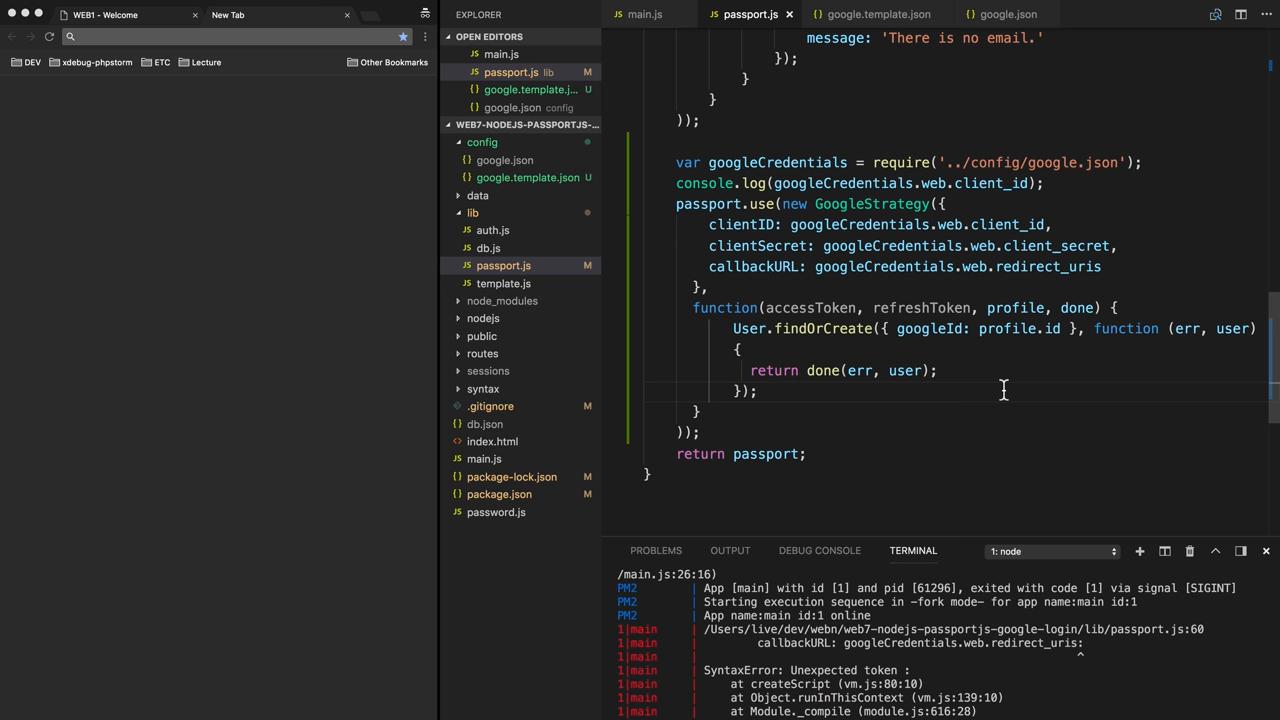 WEB1 - Welcome
New Tab
DEV
xdebug-phpstorm
ETC
Lecture
Other Bookmarks
EXPLORER
OPEN EDITORS
main.js
passport.js lib M
google.template.j... U
google.json config
WEB7-NODEJS-PASSPORTJS-...
config
google.json
google.template.json U
data
lib
auth.js
db.js
passport.js M
template.js
node_modules
nodejs
public
routes
sessions
syntax
.gitignore M
db.json
index.html
main.js
package-lock.json M
package.json M
password.js
main.js
passport.js
google.template.json
google.json
message: 'There is no email.'
});
}
}
));
var googleCredentials = require('../config/google.json');
console.log(googleCredentials.web.client_id);
passport.use(new GoogleStrategy({
clientID: googleCredentials.web.client_id,
clientSecret: googleCredentials.web.client_secret,
callbackURL: googleCredentials.web.redirect_uris
},
function(accessToken, refreshToken, profile, done) {
User.findOrCreate({ googleId: profile.id }, function (err, user)
{
return done(err, user);
});
}
));
return passport;
}
PROBLEMS
OUTPUT
DEBUG CONSOLE
TERMINAL
1: node
/main.js:26:16)
PM2 | App [main] with id [1] and pid [61296], exited with code [1] via signal [SIGINT]
PM2 | Starting execution sequence in -fork mode- for app name:main id:1
PM2 | App name:main id:1 online
1|main | /Users/live/dev/webn/web7-nodejs-passportjs-google-login/lib/passport.js:60
1|main | callbackURL: googleCredentials.web.redirect_uris:
1|main | ^
1|main | SyntaxError: Unexpected token :
1|main | at createScript (vm.js:80:10)
1|main | at Object.runInThisContext (vm.js:139:10)
1|main | at Module._compile (module.js:616:28)